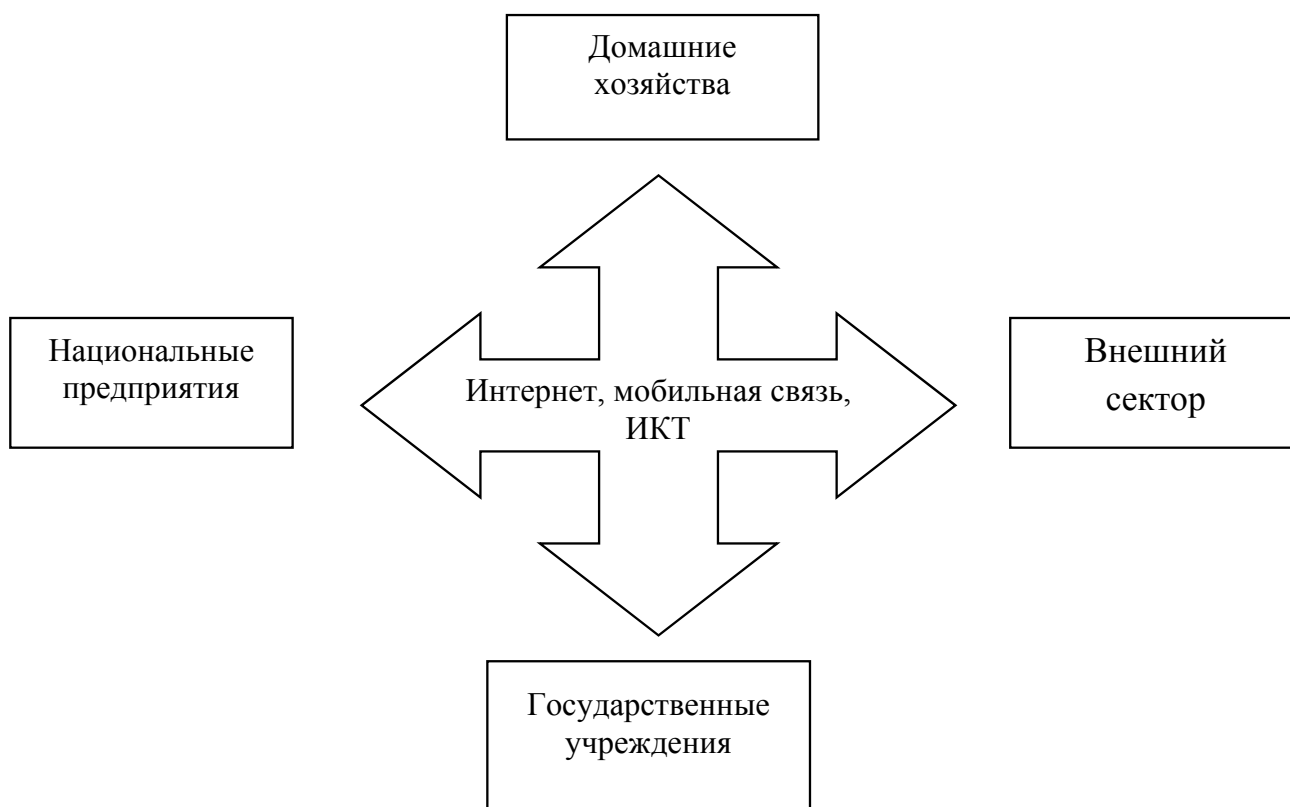 Домашние
хозяйства
Национальные
предприятия
Интернет, мобильная связь,
ИКТ
Внешний
сектор
Государственные
учреждения